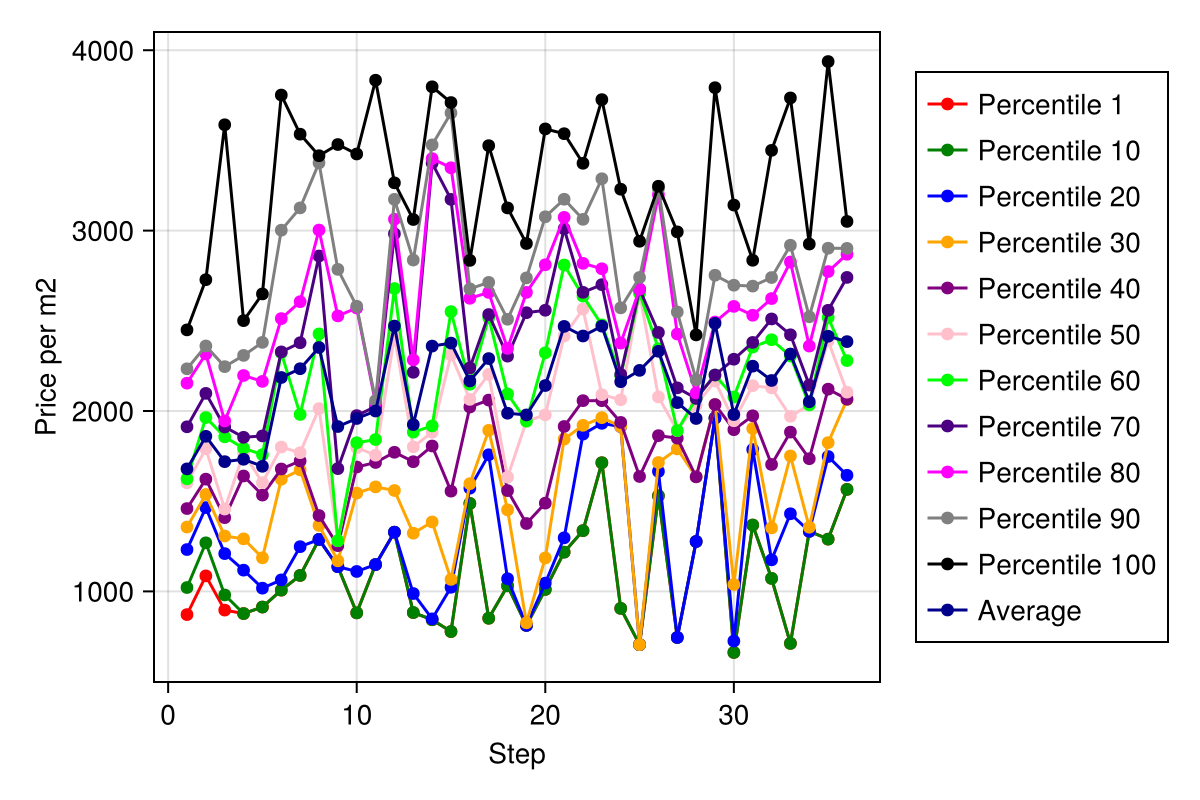 4000
3000
2000
1000
Price per m2
0
10
20
30
Step
Percentile 1
Percentile 10
Percentile 20
Percentile 30
Percentile 40
Percentile 50
Percentile 60
Percentile 70
Percentile 80
Percentile 90
Percentile 100
Average